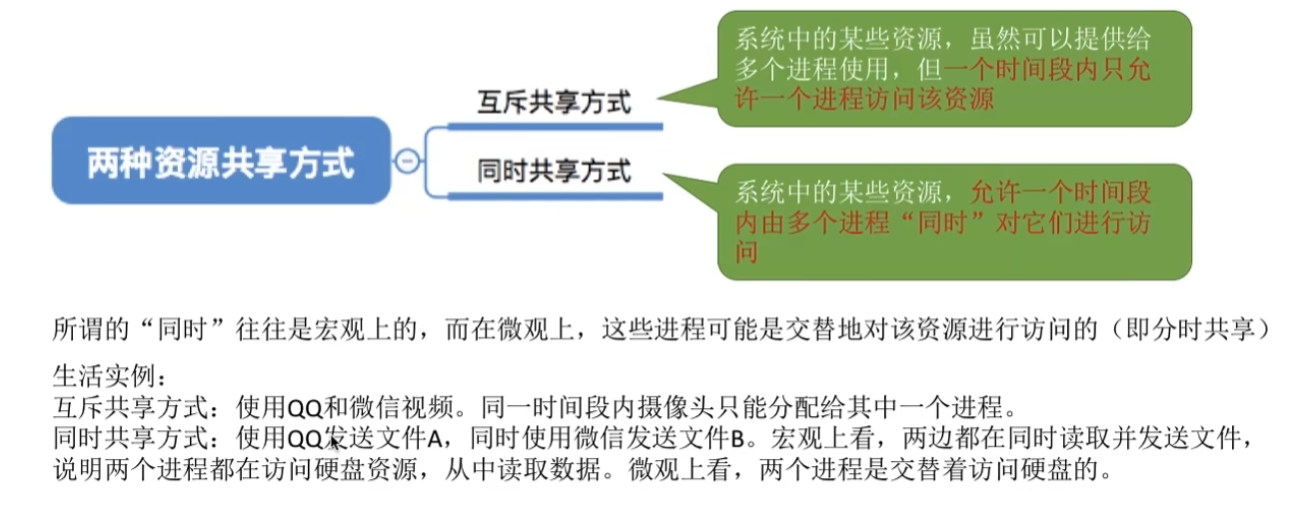 系统中的某些资源，虽然可以提供给
多个进程使用，但一个时间段内只允
许一个进程访问该资源
互斥共享方式
两种资源共享方式
同时共享方式
系统中的某些资源，允许一个时间段
内由多个进程“同时”对它们进行访
问
所谓的“同时”往往是宏观上的，而在微观上，这些进程可能是交替地对该资源进行访问的（即分时共享）
生活实例：
互斥共享方式：使用QQ和微信视频。同一时间段内摄像头只能分配给其中一个进程。
同时共享方式：使用QQ发送文件A，同时使用微信发送文件B。宏观上看，两边都在同时读取并发送文件，
说明两个进程都在访问硬盘资源，从中读取数据。微观上看，两个进程是交替着访问硬盘的。